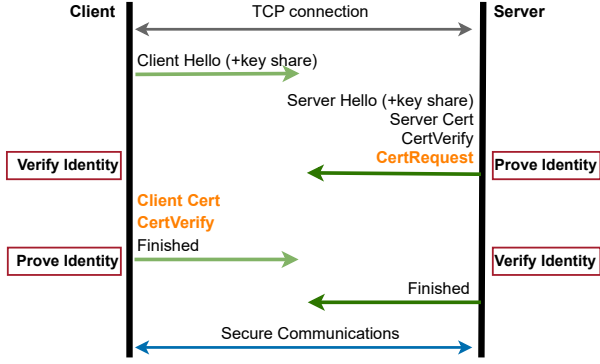 Client
TCP connection
Server
Client Hello (+key share)
Server Hello (+key share)
Server Cert
CertVerify
CertRequest
Verify Identity
Prove Identity
Client Cert
CertVerify
Finished
Prove Identity
Verify Identity
Finished
Secure Communications